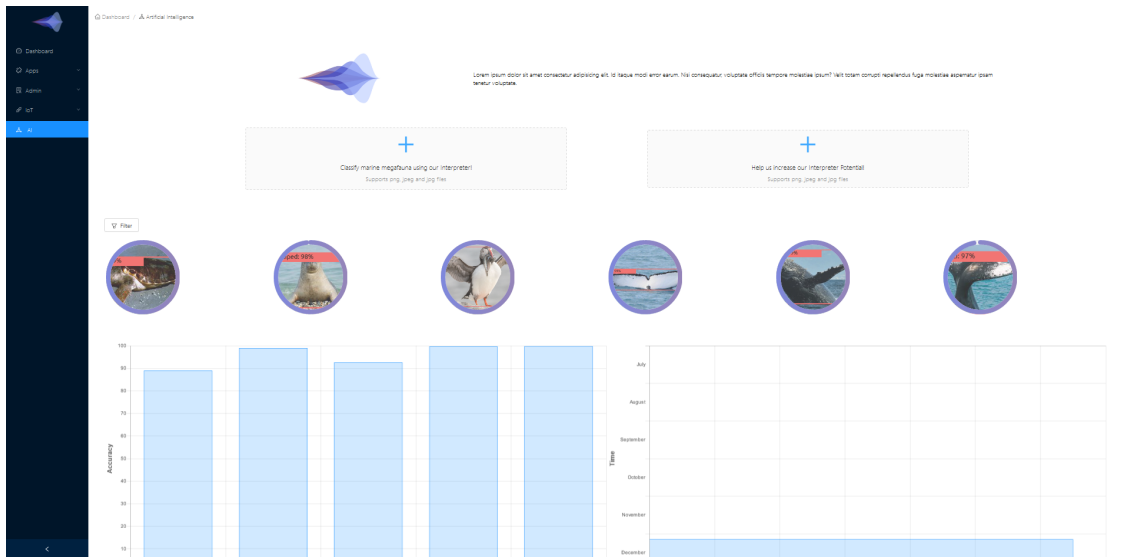 Dashboard / Artificial Intelligence
Dashboard
Apps
Admin
IoT
AI
Lorem ipsum dolor sit amet consectetur adipisicing elit. Id itaque modi error earum. Nisi consequatur, voluptate officiis tempore molestiae ipsum? Velit totam corrupti repellendus fuga molestiae aspernatur ipsam
tenetur voluptate.
Classify marine megafauna using our Interpreter!
Supports png, jpeg and jpg files
Help us increase our Interpreter Potential!
Supports png, jpeg and jpg files
Filter
98%
97%
100
90
80
70
60
50
40
30
20
10
Accuracy
July
August
September
October
November
December
Time